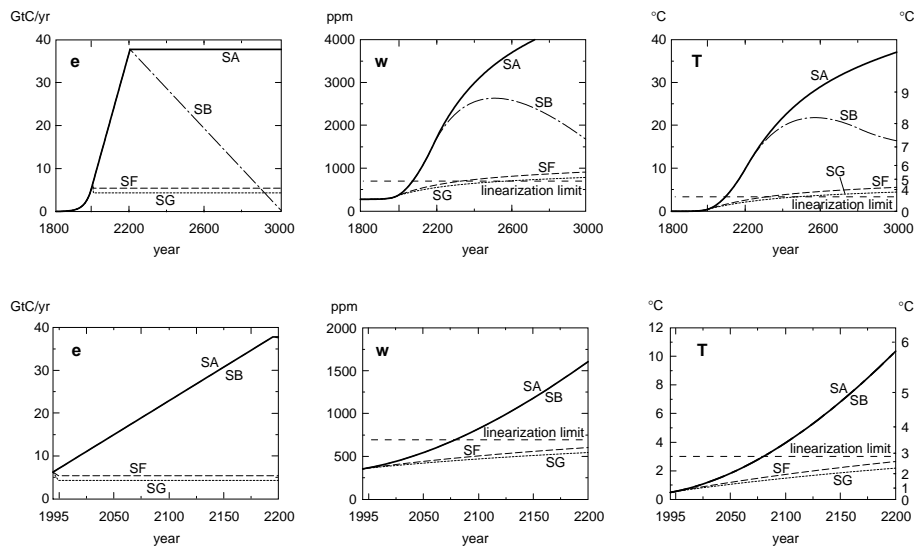 GtC/yr ppm °C °C
40 4000 40
e w T
SA SA SA
30 3000 30
9
SB SB SB
20 2000 20
8
7
10 1000 10
6
SF SF SG SF
5
4
SG SG linearization limit linearization limit
0 0 0 0
1800 2200 2600 3000 1800 2200 2600 3000 1800 2200 2600 3000
year year year
GtC/yr ppm °C °C
40 2000 12
6
e w T
10
SA SA SA
30 1500
SB SB SB
5
8
20 1000 6
4
linearization limit linearization limit
4
3
10 500
SF SF SF
2
2
SG SG SG
1
0 0 0 0
1995 2050 2100 2150 2200 1995 2050 2100 2150 2200 1995 2050 2100 2150 2200
year year year